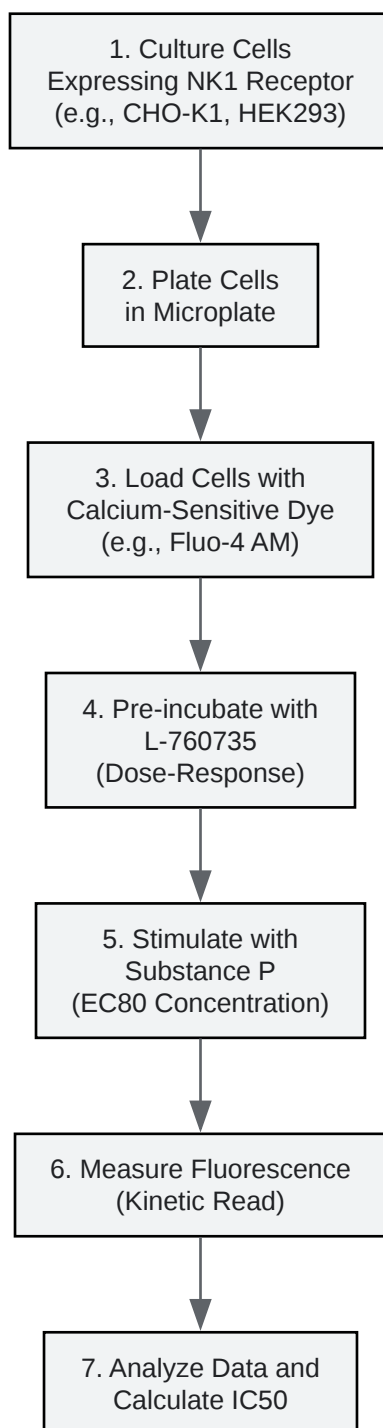 1. Culture Cells
Expressing NK1 Receptor
(e.g., CHO-K1, HEK293)
2. Plate Cells
in Microplate
3. Load Cells with
Calcium-Sensitive Dye
(e.g., Fluo-4 AM)
4. Pre-incubate with
L-760735
(Dose-Response)
5. Stimulate with
Substance P
(EC80 Concentration)
6. Measure Fluorescence
(Kinetic Read)
7. Analyze Data and
Calculate IC50